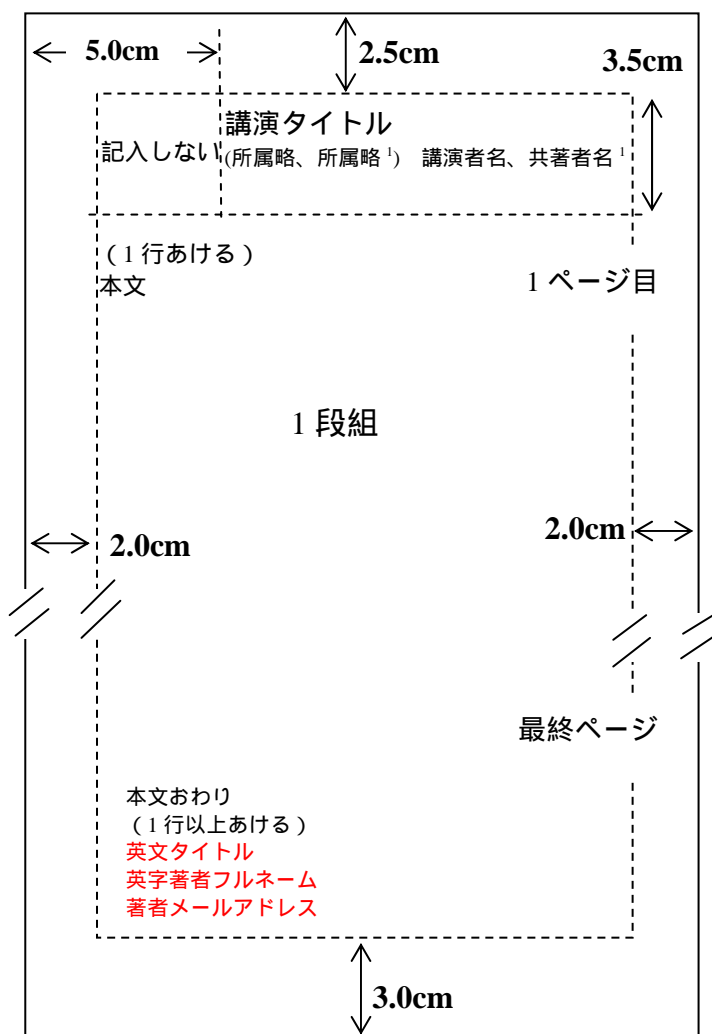 5.0cm
2.5cm
3.5cm
講演タイトル
記入しない
(所属略、所属略¹) 講演者名、共著者名¹
(1行あける)
本文
1ページ目
1段組
2.0cm
2.0cm
最終ページ
本文おわり
(1行以上あける)
英文タイトル
英字著者フルネーム
著者メールアドレス
3.0cm